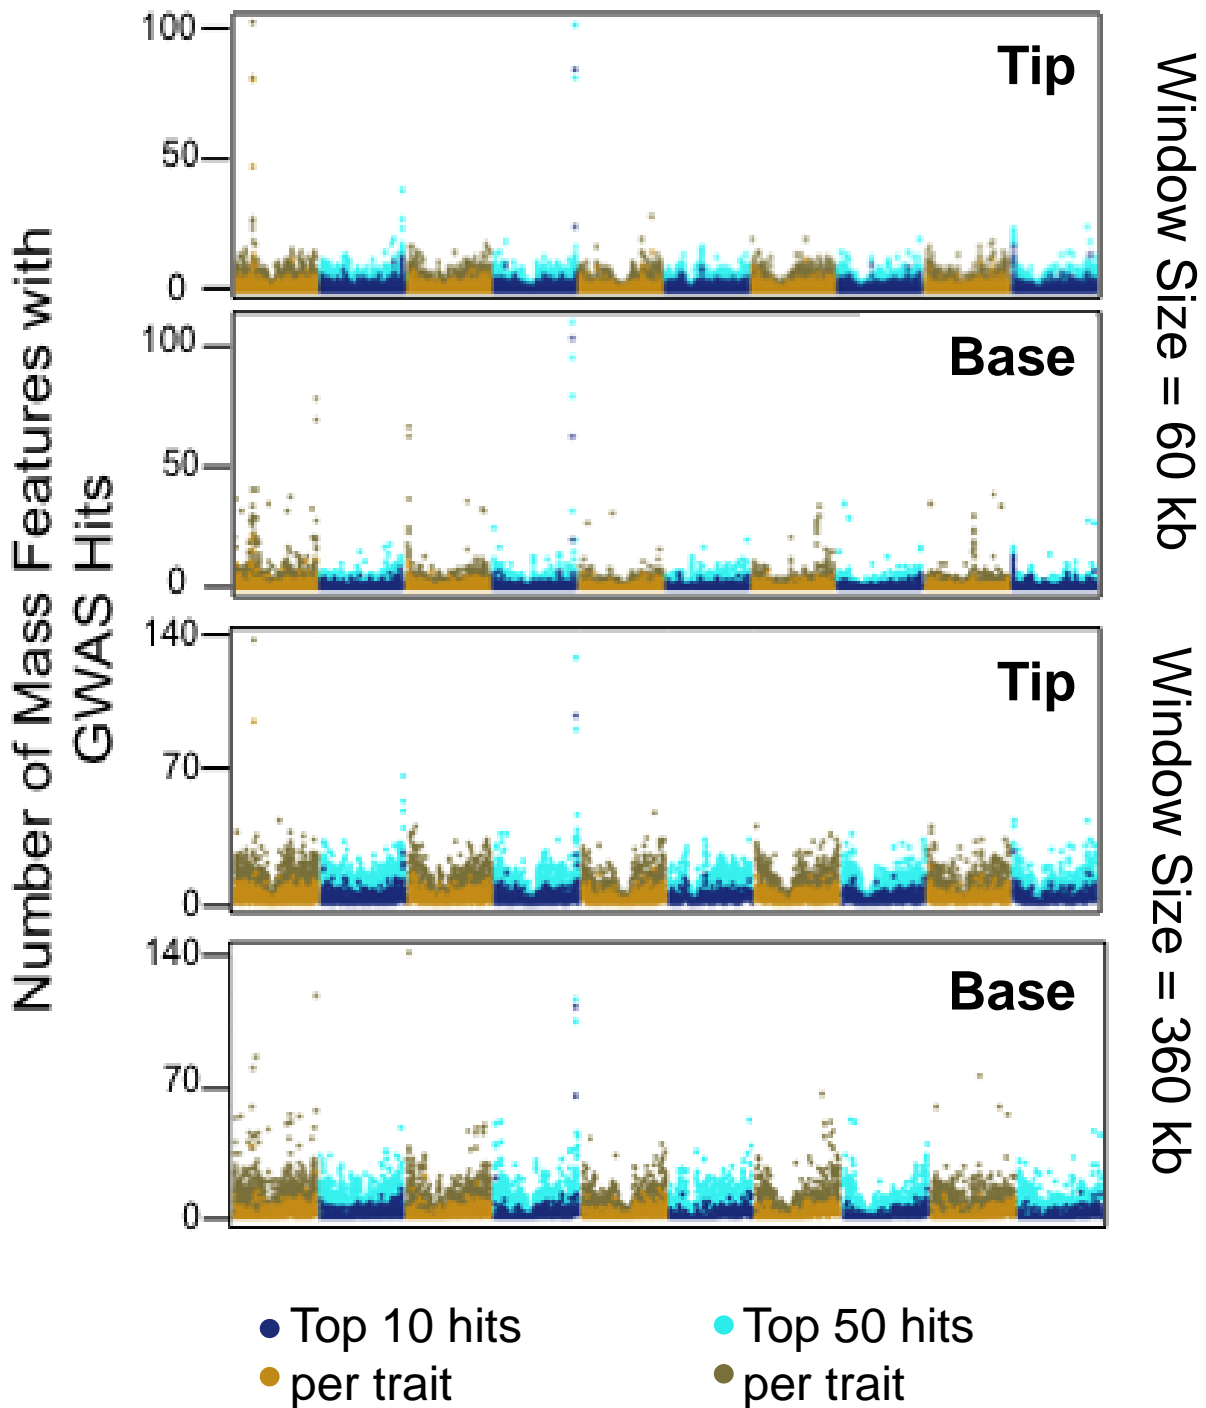 Number of Mass Features with
GWAS Hits
100
50
0
Tip
100
50
0
Base
Window Size = 60 kb
140
70
0
Tip
140
70
0
Base
Window Size = 360 kb
Top 10 hits
per trait
Top 50 hits
per trait